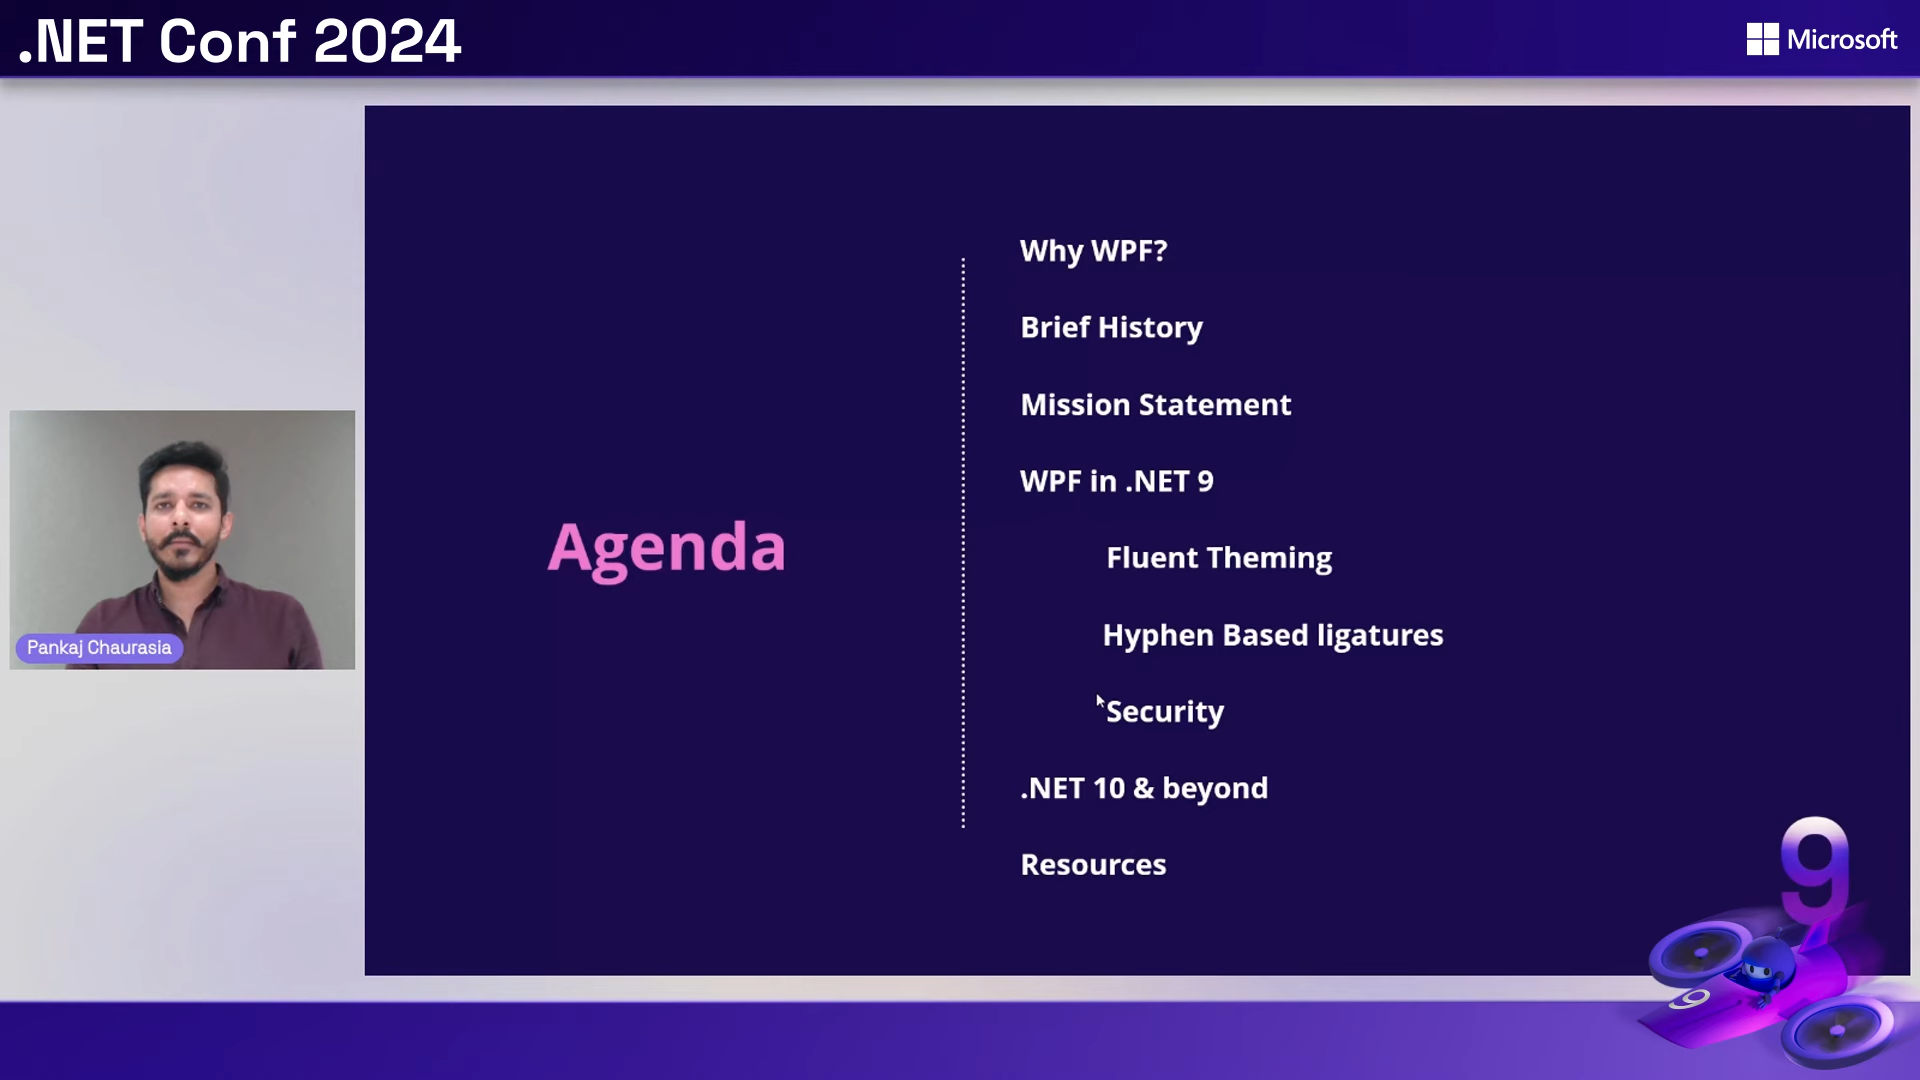 .NET Conf 2024
Microsoft
Agenda
Why WPF?
Brief History
Mission Statement
WPF in .NET 9
Fluent Theming
Hyphen Based ligatures
Security
.NET 10 & beyond
Resources
Pankaj Chaurasia
9
9